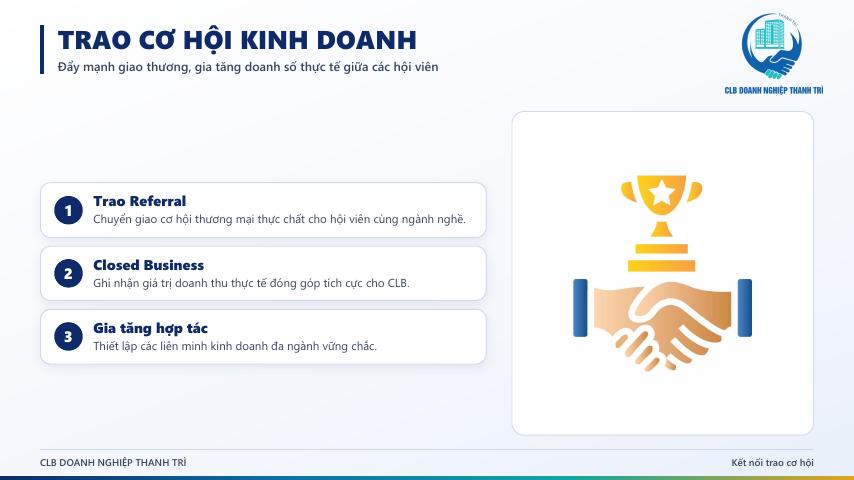 TRAO CƠ HỘI KINH DOANH
Đẩy mạnh giao thương, gia tăng doanh số thực tế giữa các hội viên
THANH TRÌ
CLB DOANH NGHIỆP THANH TRÌ
1
Trao Referral
Chuyển giao cơ hội thương mại thực chất cho hội viên cùng ngành nghề.
2
Closed Business
Ghi nhận giá trị doanh thu thực tế đóng góp tích cực cho CLB.
3
Gia tăng hợp tác
Thiết lập các liên minh kinh doanh đa ngành vững chắc.
CLB DOANH NGHIỆP THANH TRÌ
Kết nối trao cơ hội